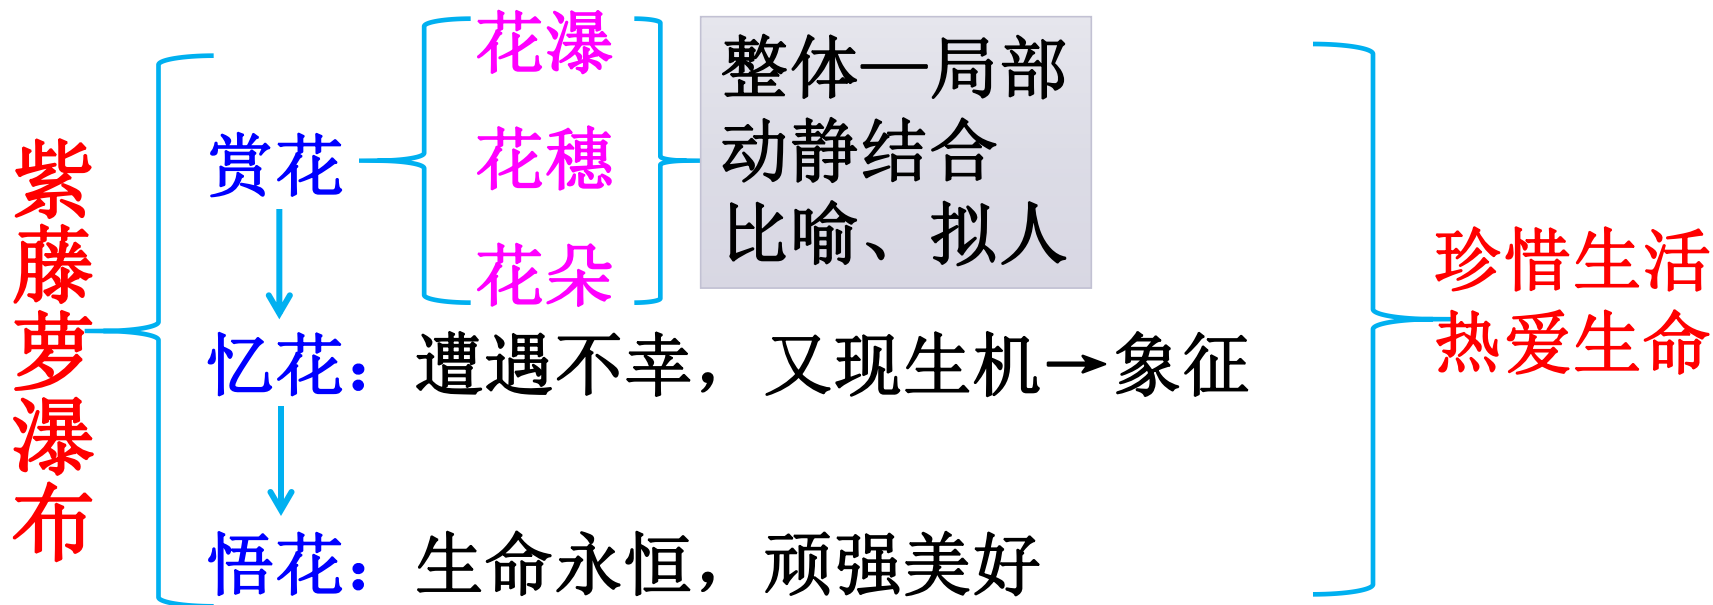 紫藤萝瀑布
赏花
花瀑
花穗
花朵
整体—局部
动静结合
比喻、拟人
忆花：遭遇不幸，又现生机→象征
悟花：生命永恒，顽强美好
珍惜生活
热爱生命